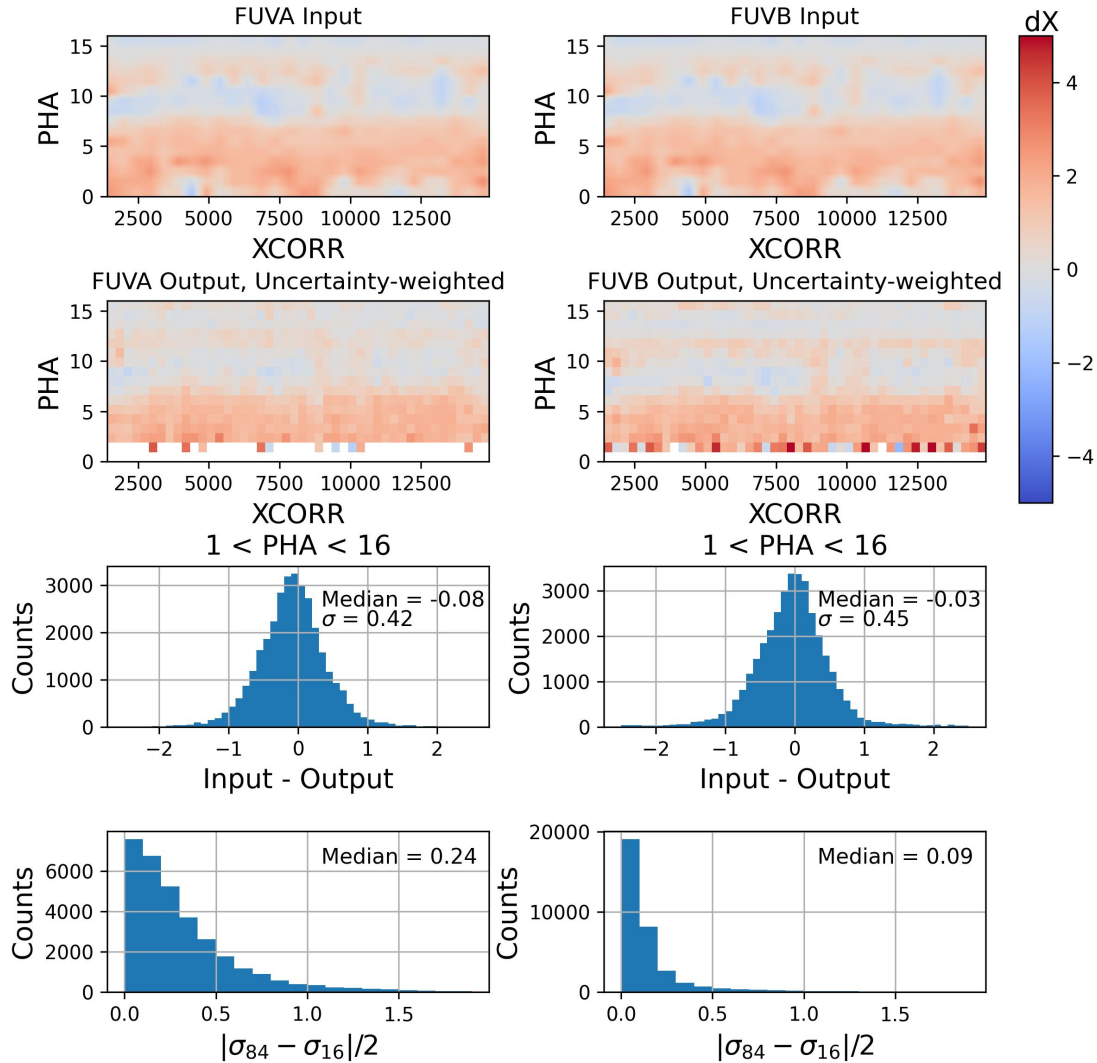 FUVA Input
FUVB Input
dX
PHA
15
10
5
0
2500 5000 7500 10000 12500
XCORR
PHA
15
10
5
0
2500 5000 7500 10000 12500
XCORR
4
2
0
−2
−4
FUVA Output, Uncertainty-weighted
FUVB Output, Uncertainty-weighted
PHA
15
10
5
0
2500 5000 7500 10000 12500
XCORR
PHA
15
10
5
0
2500 5000 7500 10000 12500
XCORR
1 < PHA < 16
1 < PHA < 16
Counts
3000
2000
1000
0
Median = -0.08
σ = 0.42
−2 −1 0 1 2
Input - Output
Counts
3000
2000
1000
0
Median = -0.03
σ = 0.45
−2 −1 0 1 2
Input - Output
Counts
6000
4000
2000
0
Median = 0.24
0.0 0.5 1.0 1.5
|σ84 − σ16|/2
Counts
20000
10000
0
Median = 0.09
0.0 0.5 1.0 1.5
|σ84 − σ16|/2